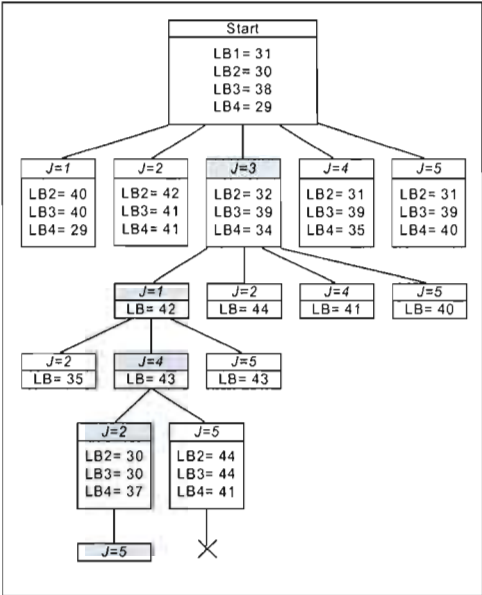 Start
LB1= 31
LB2= 30
LB3= 38
LB4= 29
J=1
LB2= 40
LB3= 40
LB4= 29
J=2
LB2= 42
LB3= 41
LB4= 41
J=3
LB2= 32
LB3= 39
LB4= 34
J=4
LB2= 31
LB3= 39
LB4= 35
J=5
LB2= 31
LB3= 39
LB4= 40
J=1
LB= 42
J=2
LB= 44
J=4
LB= 41
J=5
LB= 40
J=2
LB= 35
J=4
LB= 43
J=5
LB= 43
J=2
LB2= 30
LB3= 30
LB4= 37
J=5
LB2= 44
LB3= 44
LB4= 41
J=5